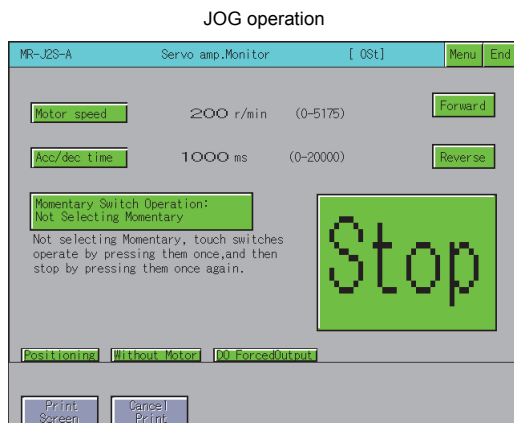 JOG operation
MR-J2S-A Servo amp.Monitor [ 0St] Menu End
Motor speed 200 r/min (0-5175) Forward
Acc/dec time 1000 ms (0-20000) Reverse
Momentary Switch Operation:
Not Selecting Momentary
Not selecting Momentary, touch switches
operate by pressing them once,and then
stop by pressing them once again.
Stop
Positioning Without Motor DO ForcedOutput
Print Cancel
Screen Print